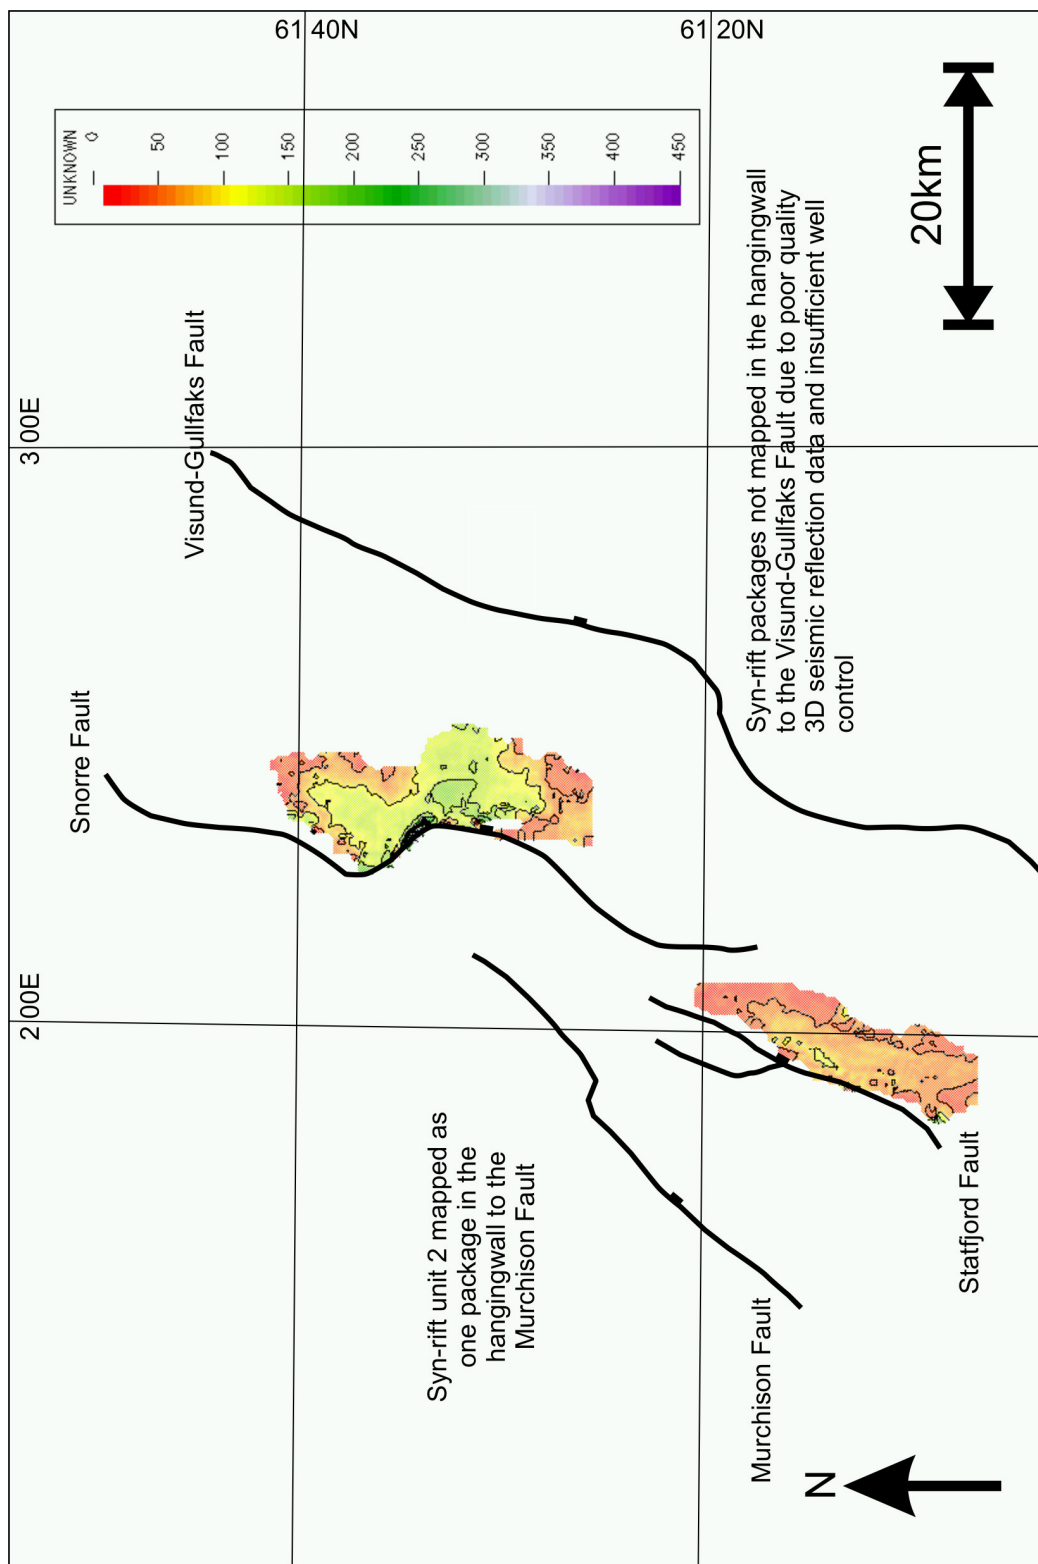 61 40N
61 20N
UNKNOWN
0
50
100
150
200
250
300
350
400
450
20km
3 00E
Visund-Gullfaks Fault
Syn-rift packages not mapped in the hangingwall
to the Visund-Gullfaks Fault due to poor quality
3D seismic reflection data and insufficient well
control
Snorre Fault
2 00E
Syn-rift unit 2 mapped as
one package in the
hangingwall to the
Murchison Fault
Statfjord Fault
Murchison Fault
N